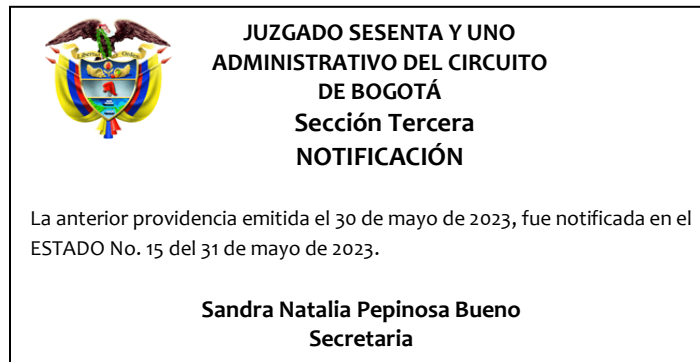 JUZGADO SESENTA Y UNO
ADMINISTRATIVO DEL CIRCUITO
DE BOGOTÁ
Sección Tercera
NOTIFICACIÓN
La anterior providencia emitida el 30 de mayo de 2023, fue notificada en el
ESTADO No. 15 del 31 de mayo de 2023.
Sandra Natalia Pepinosa Bueno
Secretaria